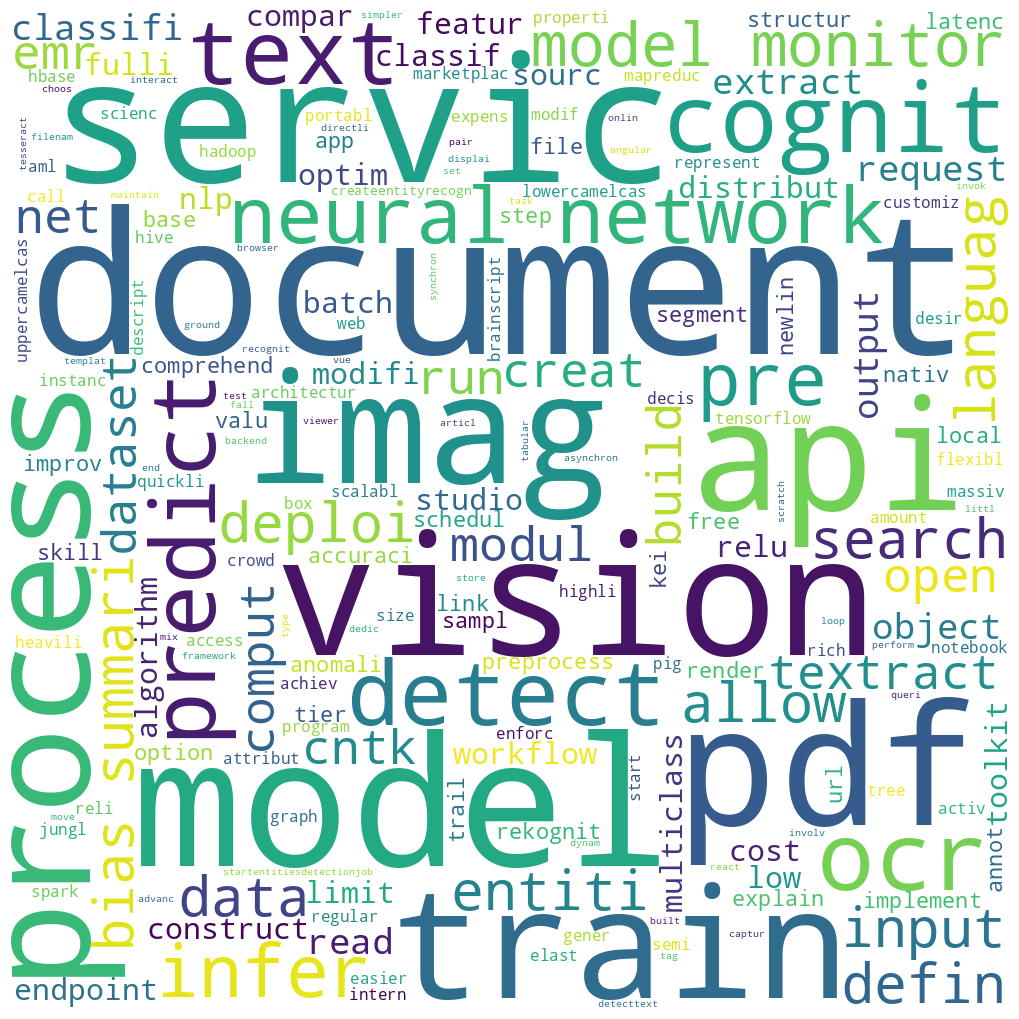 classifi
compar
simpler
featur
properti
structur
latenc
emr
fulli
text
classif
model
monitor
hbase
choos
interact
marketplac
sourc
mapreduc
extract
tesseract
filenam
scienc
servic
portabl
directli
app
expens
modif
onlin
cognit
pair
file
angular
displai
set
aml
hadoop
optim
represent
request
call
maintain
nlp
createentityrecogn
lowercamelcas
distribut
invok
customiz
net
base
hive
neural
task
step
network
languag
uppercamelcas
browser
document
descript
ground
batch
web
synchron
brainscript
segment
newlin
output
desir
templat
recognit
vue
comprehend
modifi
run
creat
pre
nativ
instanc
dataset
predict
test
fall
architectur
imag
viewer
articl
decis
tensorflow
api
local
improv
valu
backend
tabular
asynchron
build
flexibl
end
quickli
box
scalabl
studio
scratch
massiv
process
deploi
schedul
free
amount
littl
skill
crowd
accuraci
modul
kei
relu
search
summari
algorithm
vision
store
highli
open
heavili
mix
access
framework
comput
type
dedic
size
link
sampl
loop
rich
object
perform
notebook
anomali
preprocess
pig
render
textract
achiev
detect
allow
queri
tier
program
option
attribut
enforc
cntk
workflow
start
multiclass
pdf
url
tree
toolkit
reli
move
jungl
bias
model
graph
trail
rekognit
dynam
involv
activ
cost
react
ocr
annot
startentitiesdetectionjob
low
spark
advanc
data
limit
entiti
explain
implement
regular
construct
read
train
built
captur
input
gener
semi
tag
elast
infer
endpoint
easier
intern
detecttext
defin